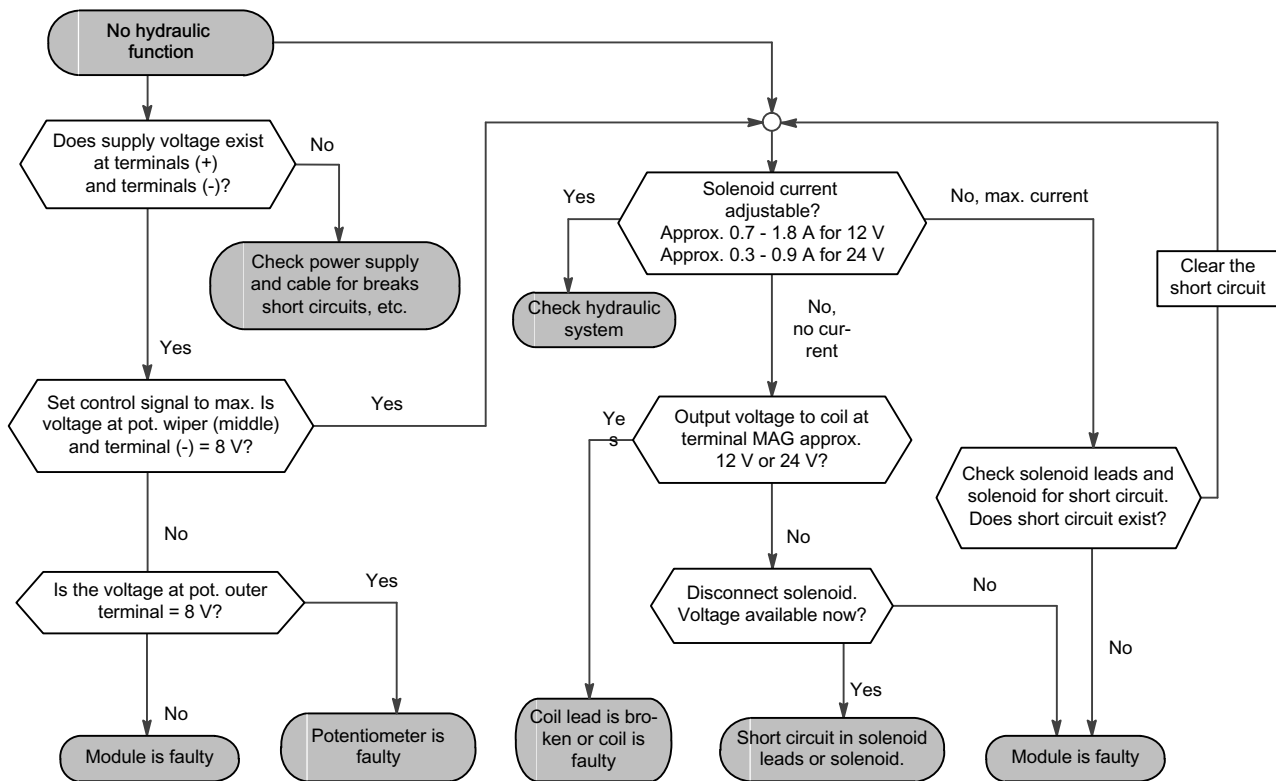 No hydraulic
function
Does supply voltage exist
at terminals (+)
and terminals (-)?
No
Check power supply
and cable for breaks
short circuits, etc.
Yes
Set control signal to max. Is
voltage at pot. wiper (middle)
and terminal (-) = 8 V?
Yes
No
Is the voltage at pot. outer
terminal = 8 V?
Yes
No
Module is faulty
Potentiometer is
faulty
Solenoid current
adjustable?
Approx. 0.7 - 1.8 A for 12 V
Approx. 0.3 - 0.9 A for 24 V
Yes
Check hydraulic
system
No, max. current
No,
no cur-
rent
Output voltage to coil at
terminal MAG approx.
12 V or 24 V?
Ye
s
Coil lead is bro-
ken or coil is
faulty
No
Disconnect solenoid.
Voltage available now?
No
Yes
Short circuit in solenoid
leads or solenoid.
Clear the
short circuit
Check solenoid leads and
solenoid for short circuit.
Does short circuit exist?
No
Module is faulty